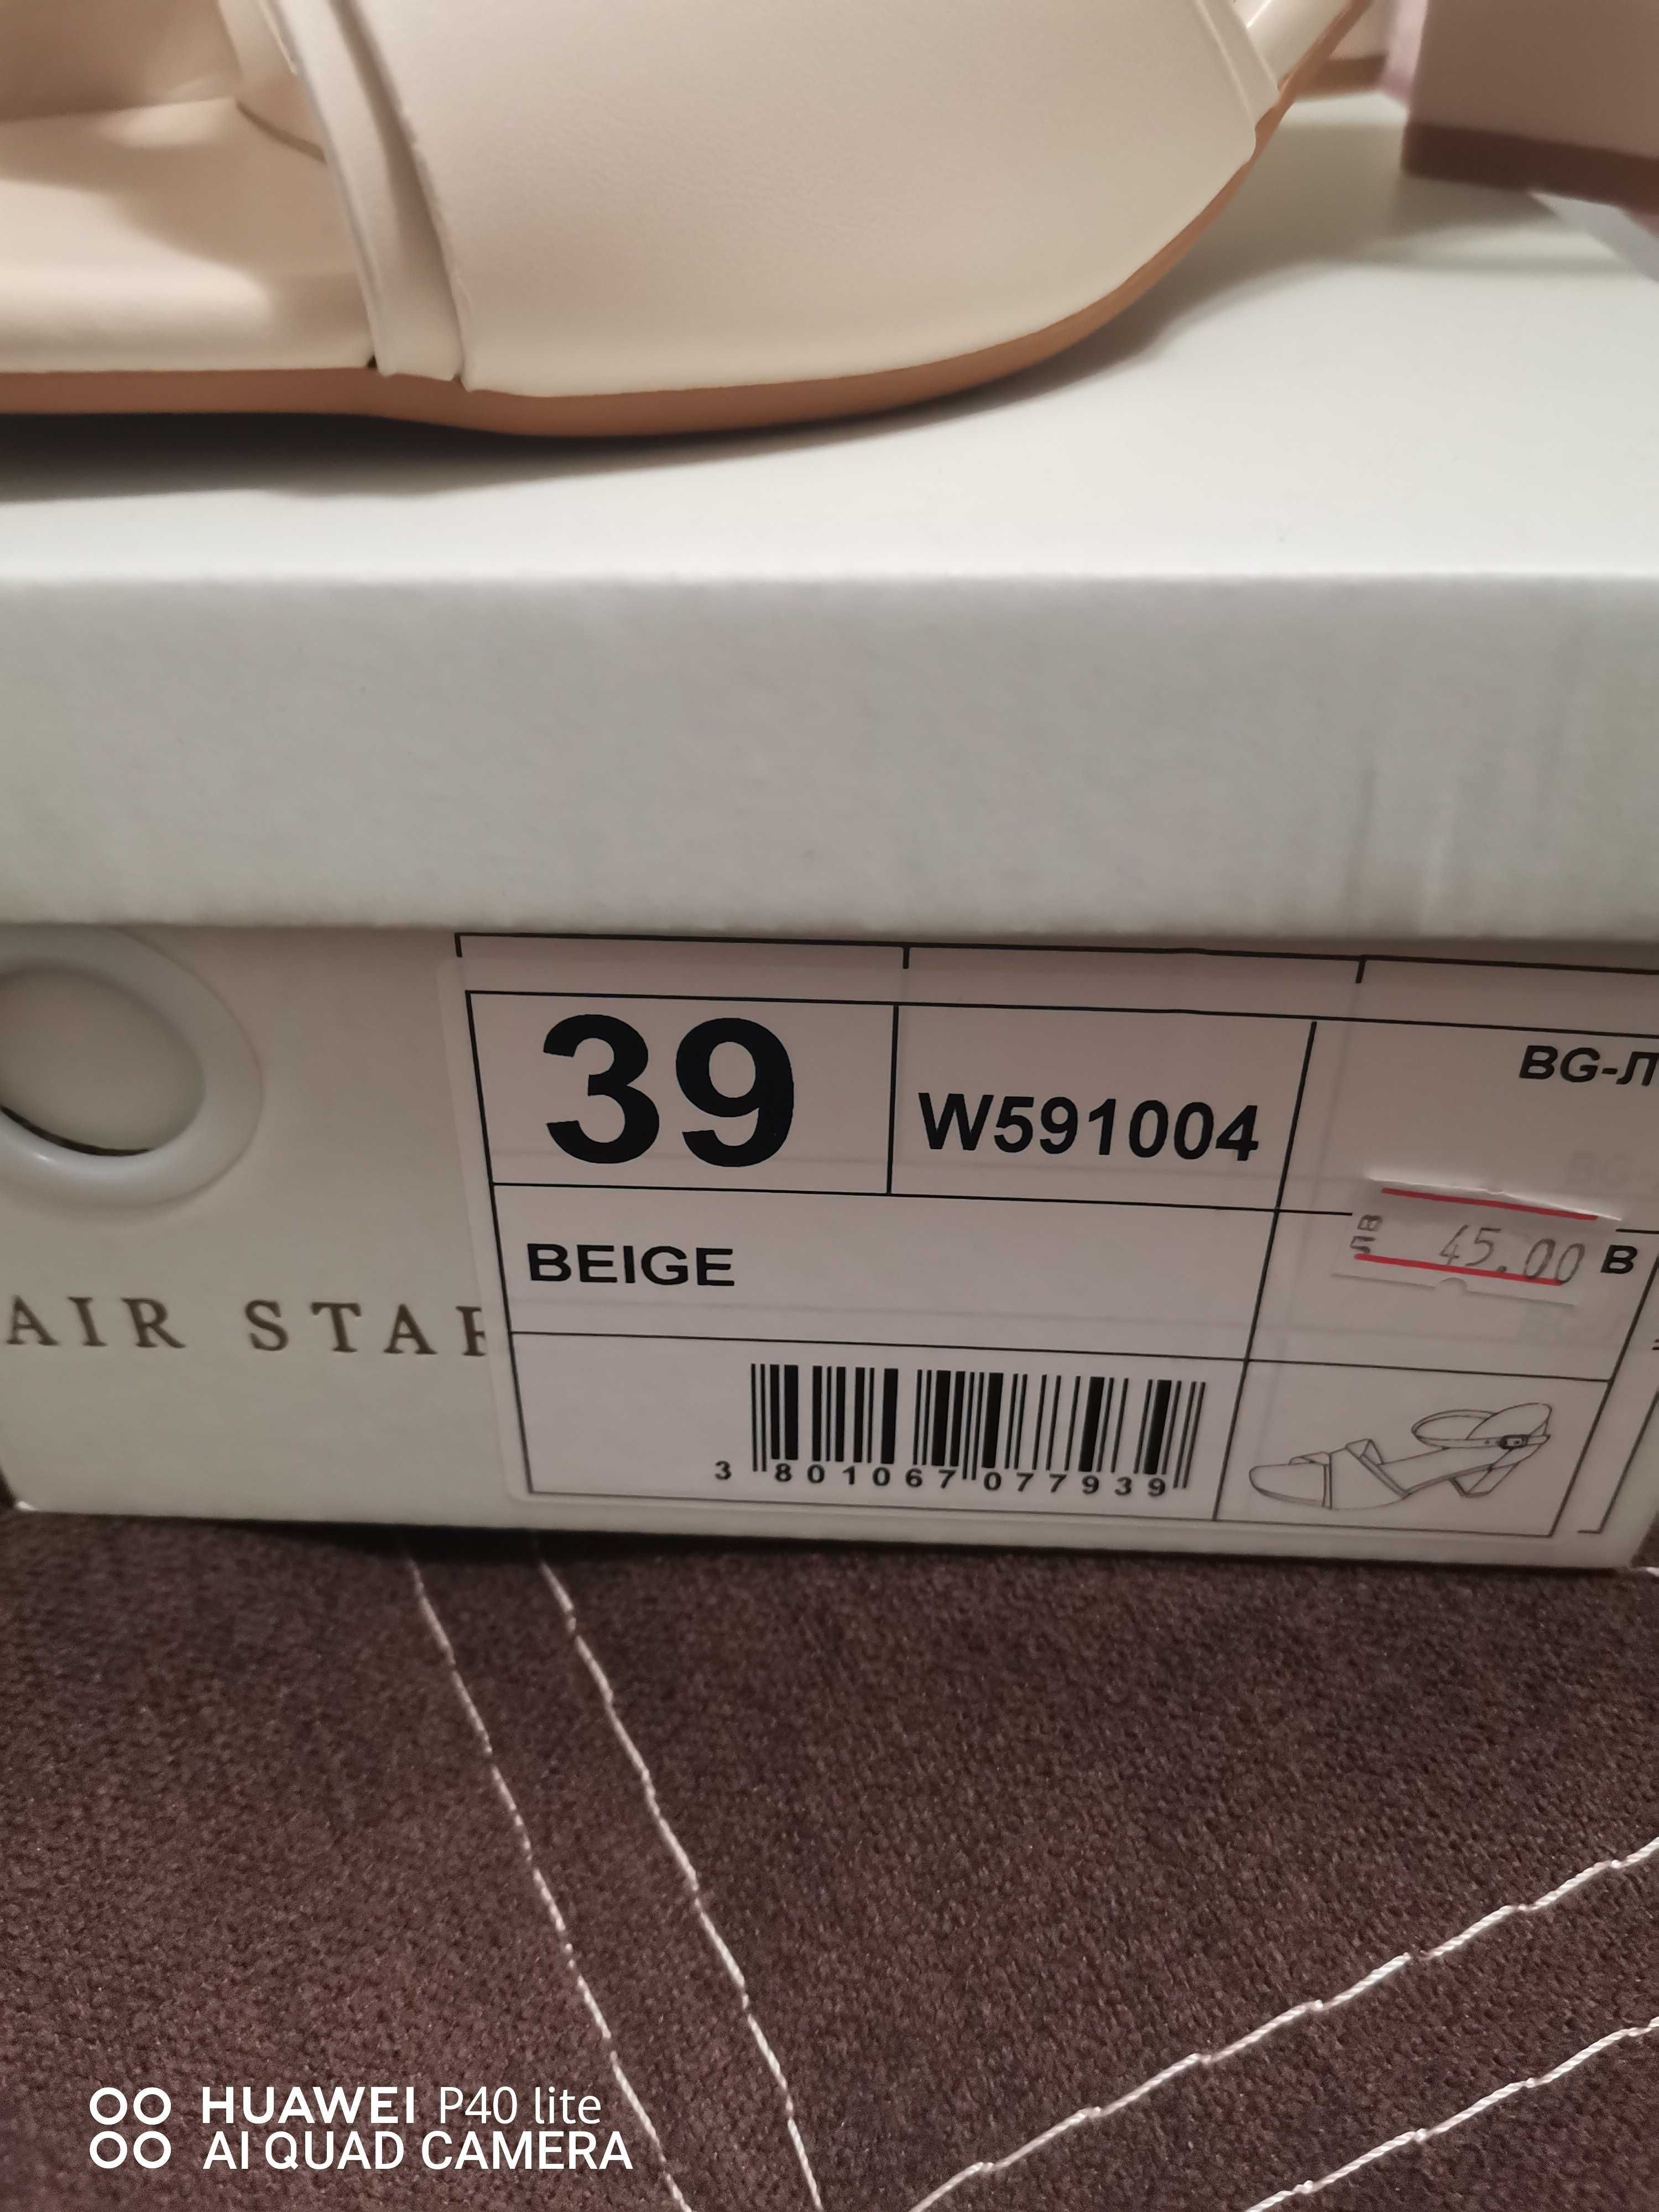 39
W591004
BG-Л
ЛВ 45.00
В
BEIGE
AIR STAR
3 801067 077939
HUAWEI P40 lite
AI QUAD CAMERA